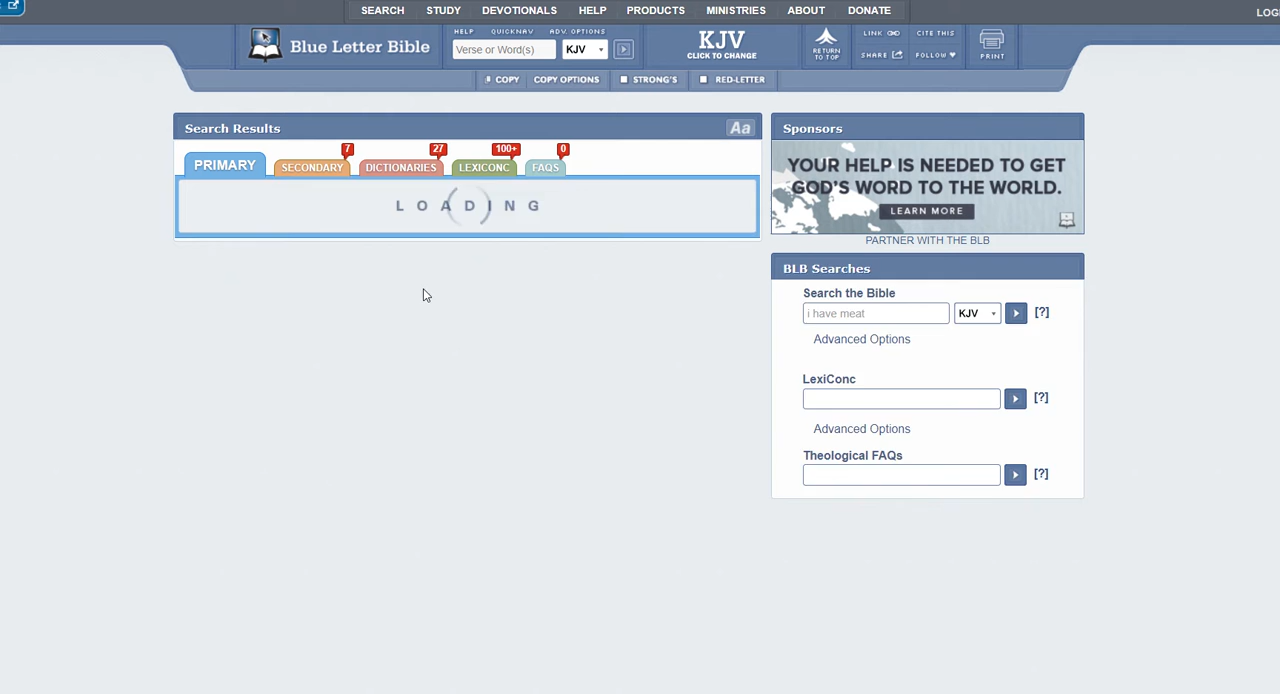 SEARCH STUDY DEVOTIONALS HELP PRODUCTS MINISTRIES ABOUT DONATE
HELP QUICKNAV ADV. OPTIONS
Blue Letter Bible
Verse or Word(s) KJV
KJV
CLICK TO CHANGE
RETURN
TO TOP
LINK CITE THIS
SHARE FOLLOW
PRINT
COPY COPY OPTIONS STRONG'S RED-LETTER
Search Results Aa
PRIMARY
SECONDARY 7
DICTIONARIES 27
LEXICONC 100+
FAQS 0
LOADING
Sponsors
YOUR HELP IS NEEDED TO GET
GOD'S WORD TO THE WORLD.
LEARN MORE
PARTNER WITH THE BLB
BLB Searches
Search the Bible
i have meat KJV [?]
Advanced Options
LexiConc
[?]
Advanced Options
Theological FAQs
[?]